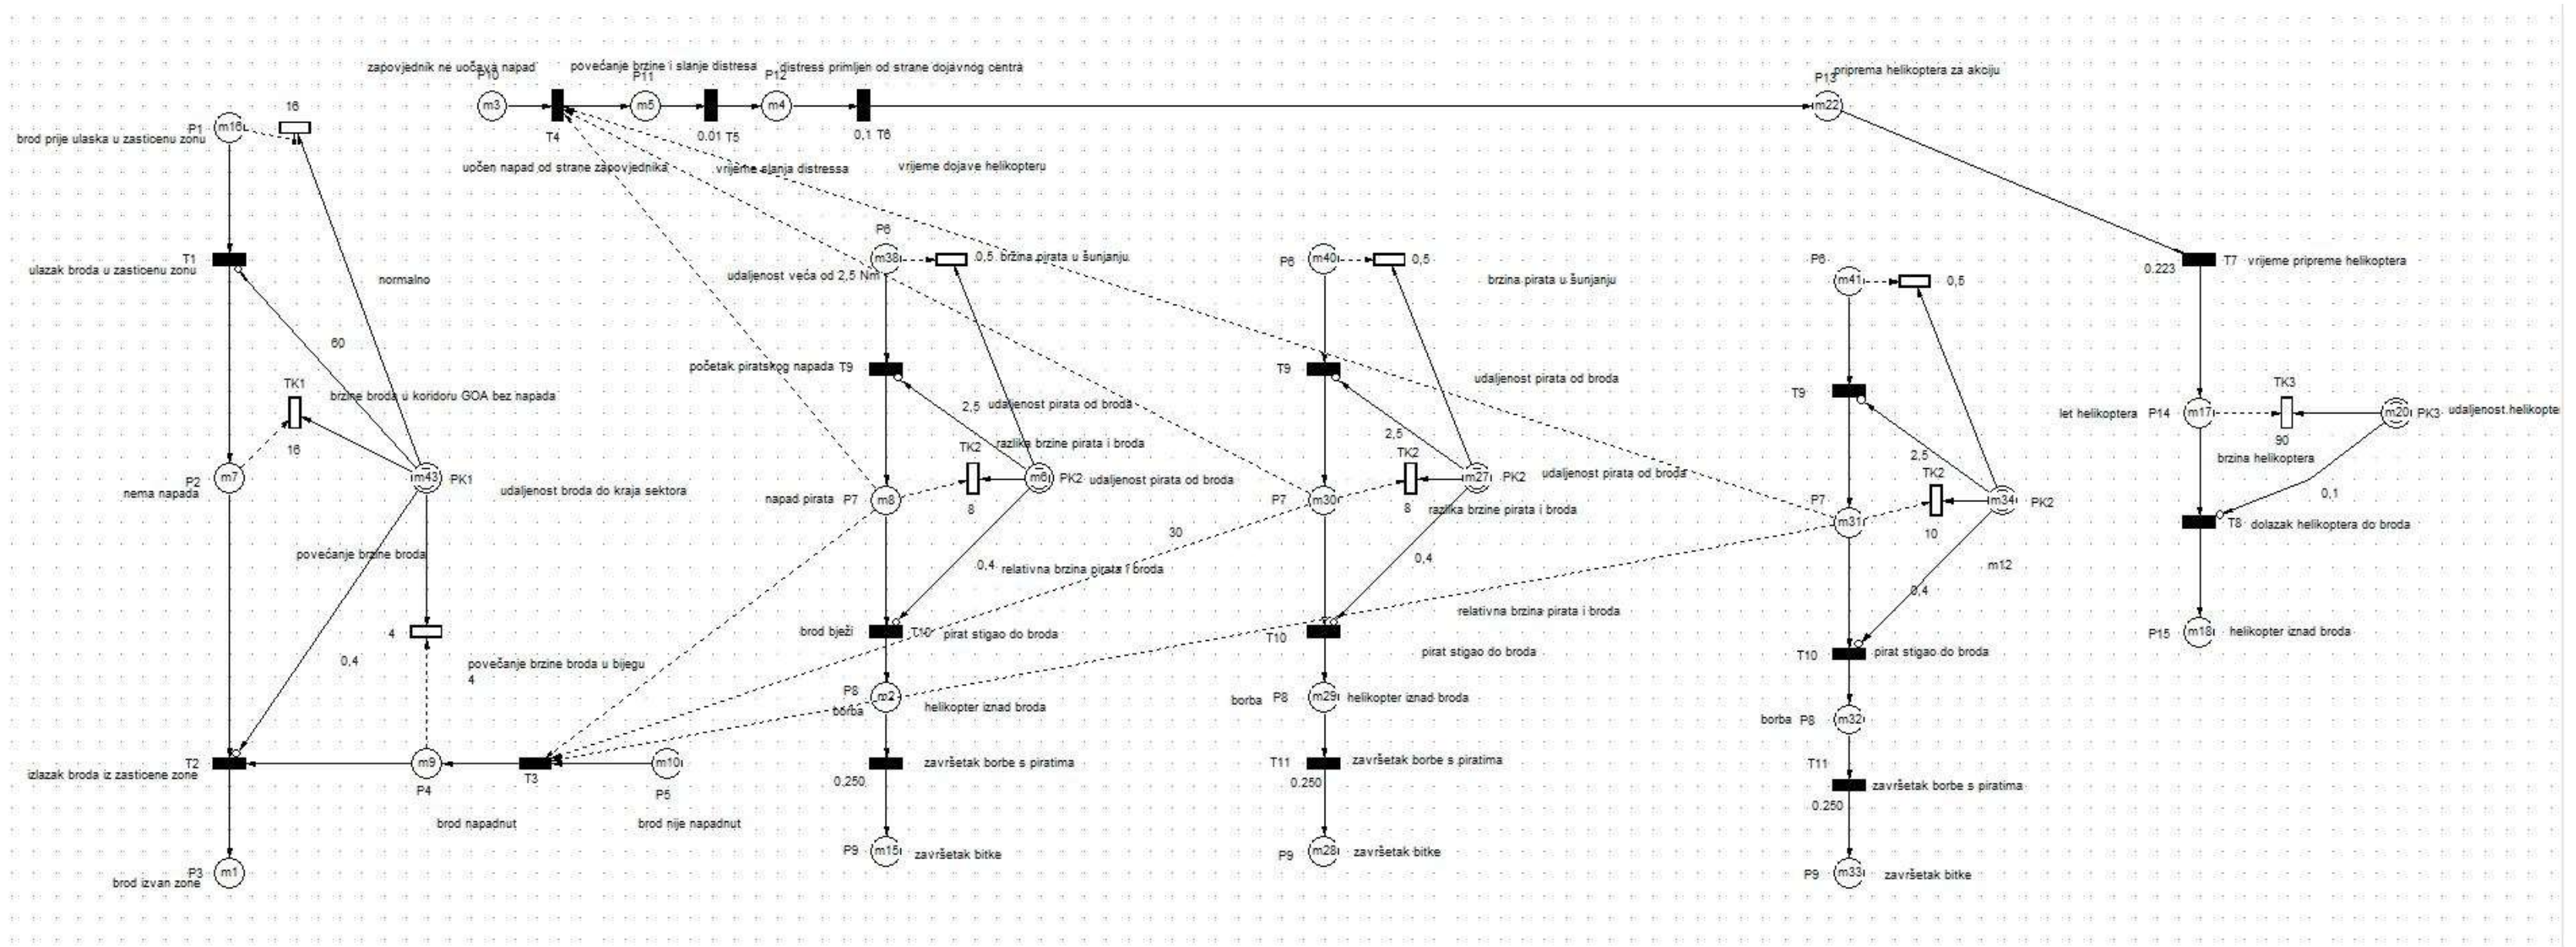 zapovjednik ne uočava napad
povećanje brzine i slanje distresa
distress primljen od strane dojavnog centra
priprema helikoptera za akciju
P10
P11
P12
P13
m3
m5
m4
m22
T4
0.01 T5
0,1 T6
uočen napad od strane zapovjednika
vrijeme slanja distressa
vrijeme dojave helikopteru
16
P1
m16
brod prije ulaska u zasticenu zonu
T1
ulazak broda u zasticenu zonu
normalno
60
TK1
brzine broda u koridoru GOA bez napada
16
P2
m7
nema napada
m43
PK1
udaljenost broda do kraja sektora
povećanje brzine broda
4
0,4
povečanje brzine broda u bijegu
4
T2
izlazak broda iz zasticene zone
m9
P4
T3
m10
P5
brod napadnut
brod nije napadnut
P3
m1
brod izvan zone
P6
m38
0,5 brzina pirata u šunjanju
udaljenost veća od 2,5 Nm
početak piratskog napada T9
2,5 udaljenost pirata od broda
razlika brzine pirata i broda
TK2
napad pirata P7
m8
8
m6
PK2 udaljenost pirata od broda
30
0,4 relativna brzina pirata i broda
brod bježi
T10 pirat stigao do broda
P8
m2
borba
helikopter iznad broda
završetak borbe s piratima
0.250
P9
m15
završetak bitke
P6
m40
0,5
brzina pirata u šunjanju
T9
udaljenost pirata od broda
2,5
TK2
P7
m30
8
m27
PK2
udaljenost pirata od broda
razlika brzine pirata i broda
0,4
relativna brzina pirata i broda
T10
pirat stigao do broda
borba P8
m29
helikopter iznad broda
T11
završetak borbe s piratima
0.250
P9
m28
završetak bitke
P6
m41
0,5
T9
2,5
TK2
P7
m31
10
m34
PK2
m12
0,4
T10
pirat stigao do broda
borba P8
m32
T11
završetak borbe s piratima
0.250
P9
m33
završetak bitke
0.223
T7 vrijeme pripreme helikoptera
let helikoptera P14
m17
TK3
90
m20
PK3 udaljenost helikopte
brzina helikoptera
0,1
T8 dolazak helikoptera do broda
P15
m18
helikopter iznad broda